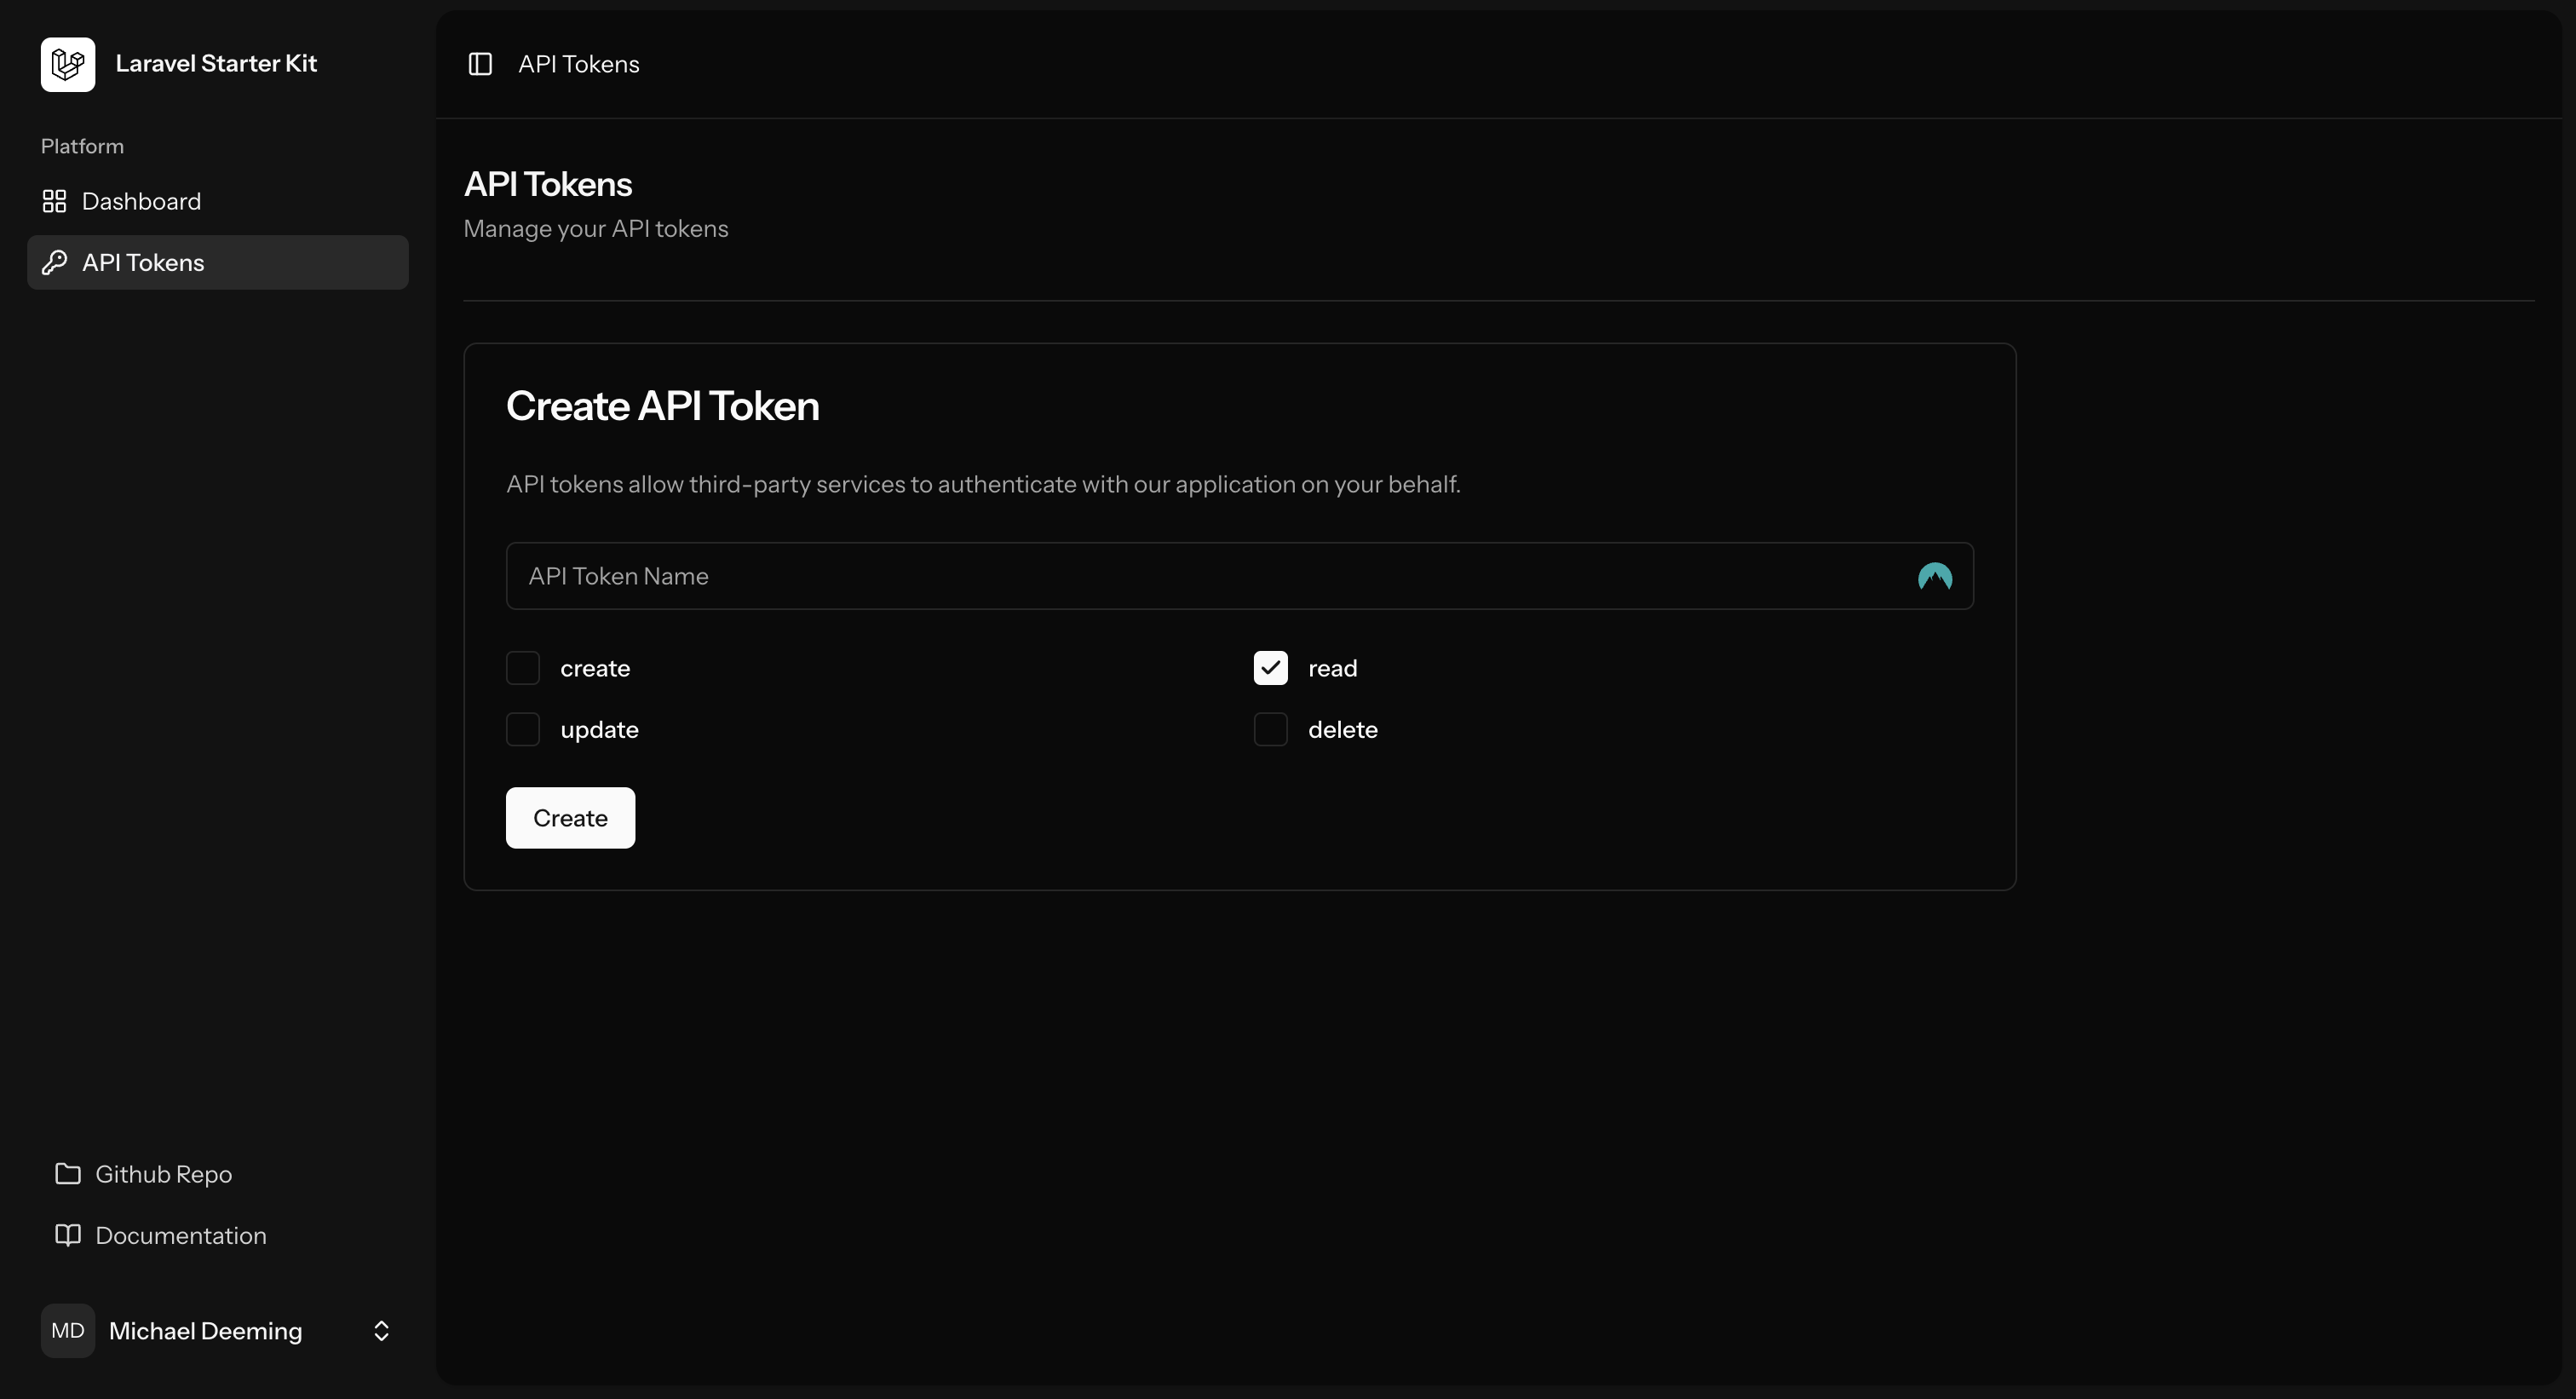 Laravel Starter Kit
Platform
Dashboard
API Tokens
Github Repo
Documentation
MD
Michael Deeming
API Tokens
API Tokens
Manage your API tokens
Create API Token
API tokens allow third-party services to authenticate with our application on your behalf.
API Token Name
create
read
update
delete
Create